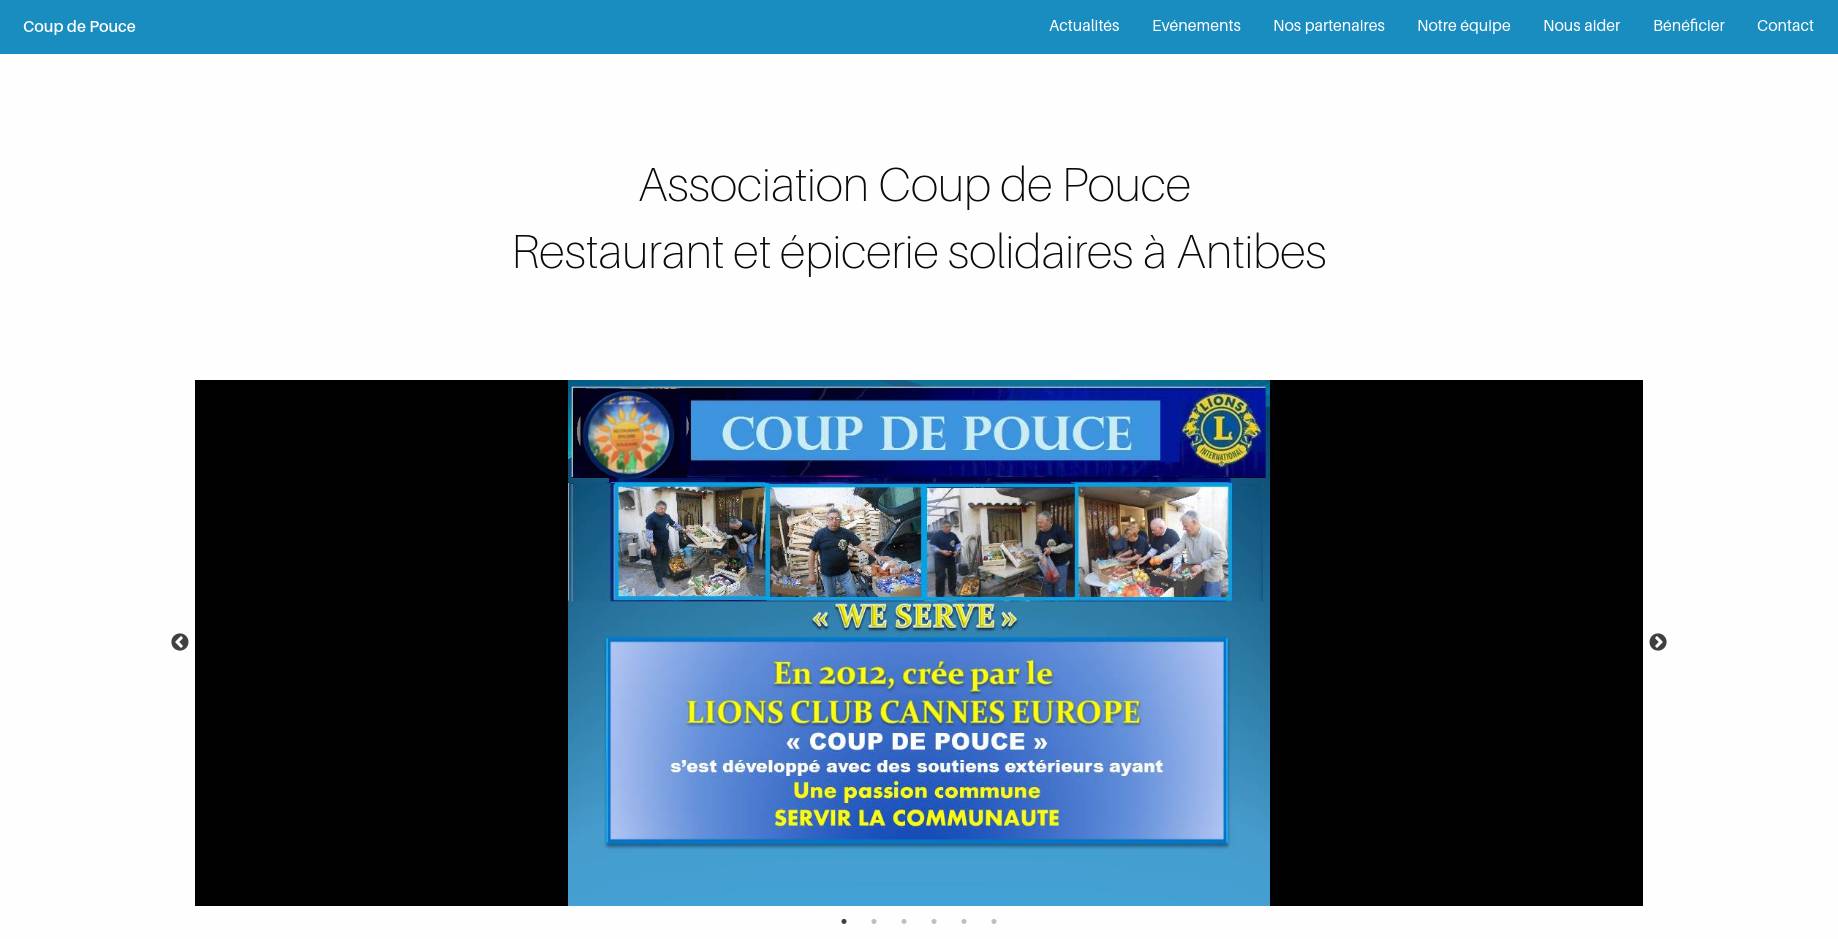 Coup de Pouce
Actualités
Evénements
Nos partenaires
Notre équipe
Nous aider
Bénéficier
Contact
Association Coup de Pouce
Restaurant et épicerie solidaires à Antibes
COUP DE POUCE
LIONS
L
INTERNATIONAL
« WE SERVE »
En 2012, crée par le
LIONS CLUB CANNES EUROPE
« COUP DE POUCE »
s'est développé avec des soutiens extérieurs ayant
Une passion commune
SERVIR LA COMMUNAUTE